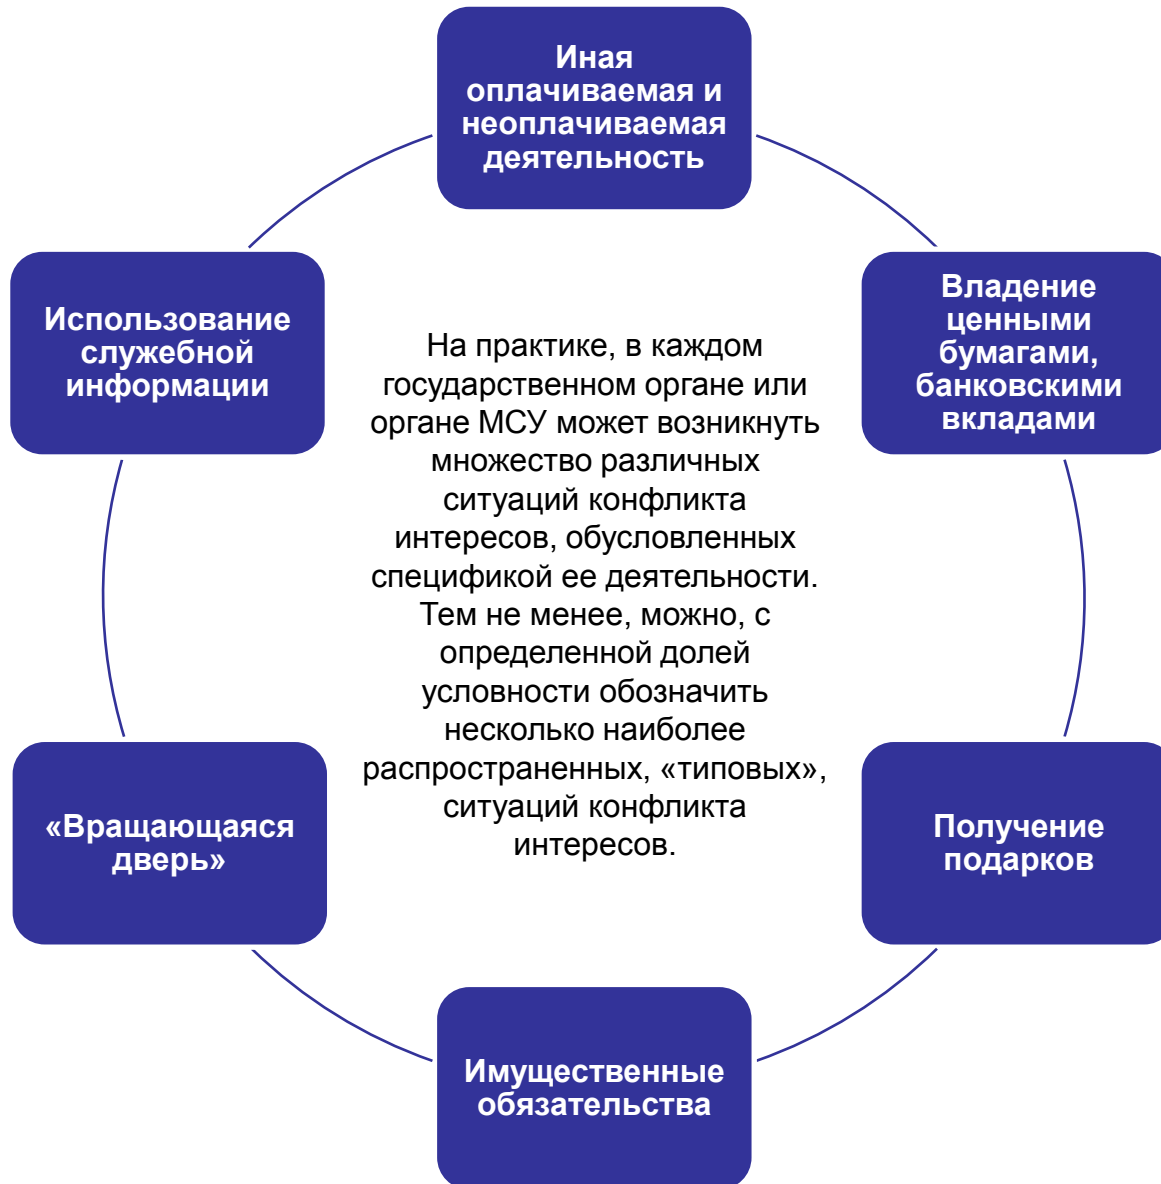 Иная
оплачиваемая и
неоплачиваемая
деятельность
Владение
ценными
бумагами,
банковскими
вкладами
Получение
подарков
Имущественные
обязательства
«Вращающаяся
дверь»
Использование
служебной
информации
На практике, в каждом
государственном органе или
органе МСУ может возникнуть
множество различных
ситуаций конфликта
интересов, обусловленных
спецификой ее деятельности.
Тем не менее, можно, с
определенной долей
условности обозначить
несколько наиболее
распространенных, «типовых»,
ситуаций конфликта
интересов.